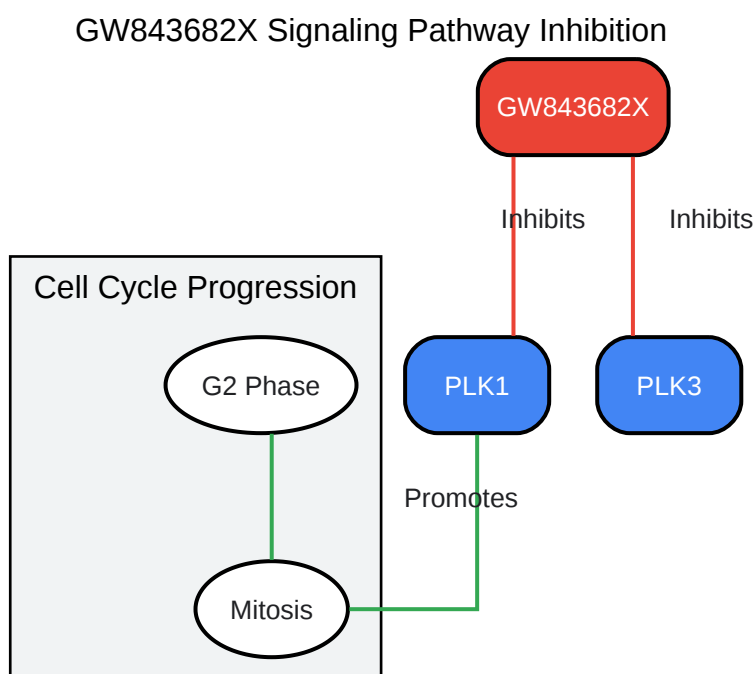 GW843682X Signaling Pathway Inhibition
GW843682X
Inhibits
Inhibits
Cell Cycle Progression
G2 Phase
PLK1
PLK3
Promotes
Mitosis